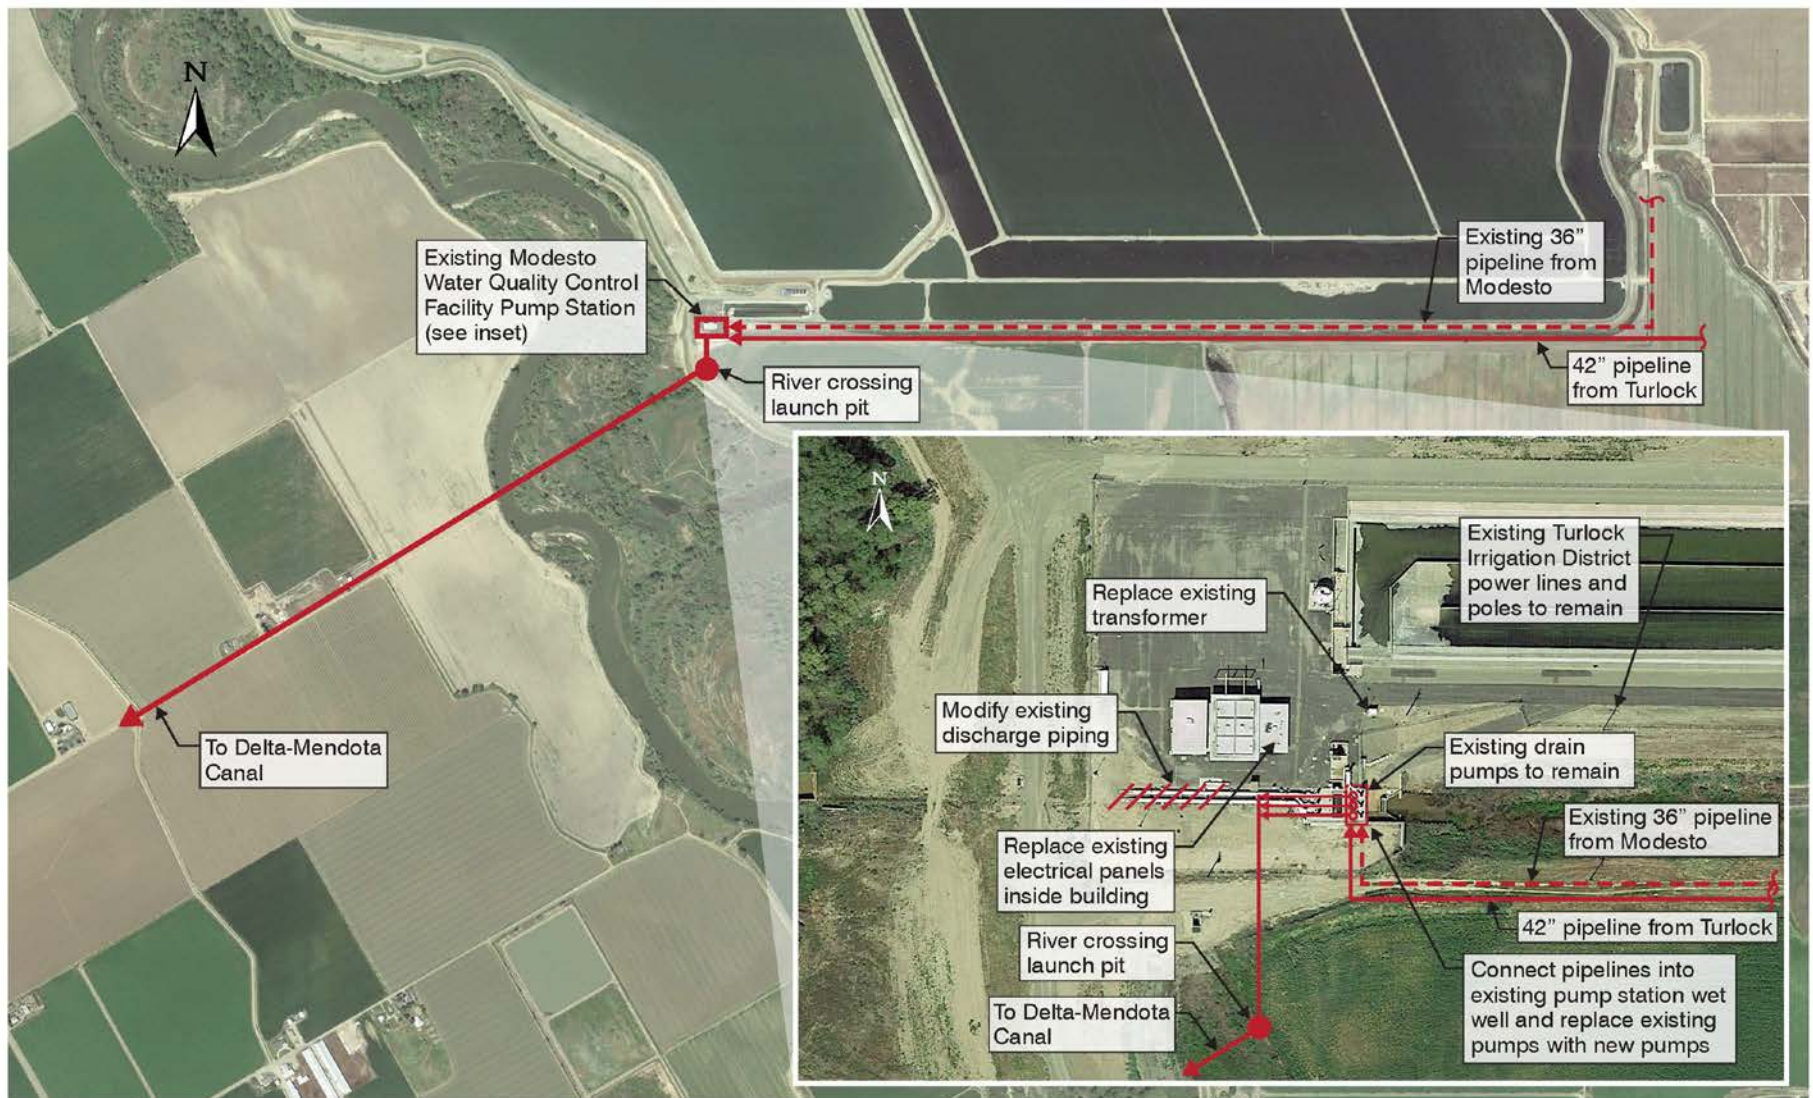 N
Existing Modesto
Water Quality Control
Facility Pump Station
(see inset)
Existing 36”
pipeline from
Modesto
42” pipeline
from Turlock
River crossing
launch pit
To Delta-Mendota
Canal
N
Existing Turlock
Irrigation District
power lines and
poles to remain
Replace existing
transformer
Modify existing
discharge piping
Existing drain
pumps to remain
Existing 36” pipeline
from Modesto
Replace existing
electrical panels
inside building
42” pipeline from Turlock
River crossing
launch pit
Connect pipelines into
existing pump station wet
well and replace existing
pumps with new pumps
To Delta-Mendota
Canal